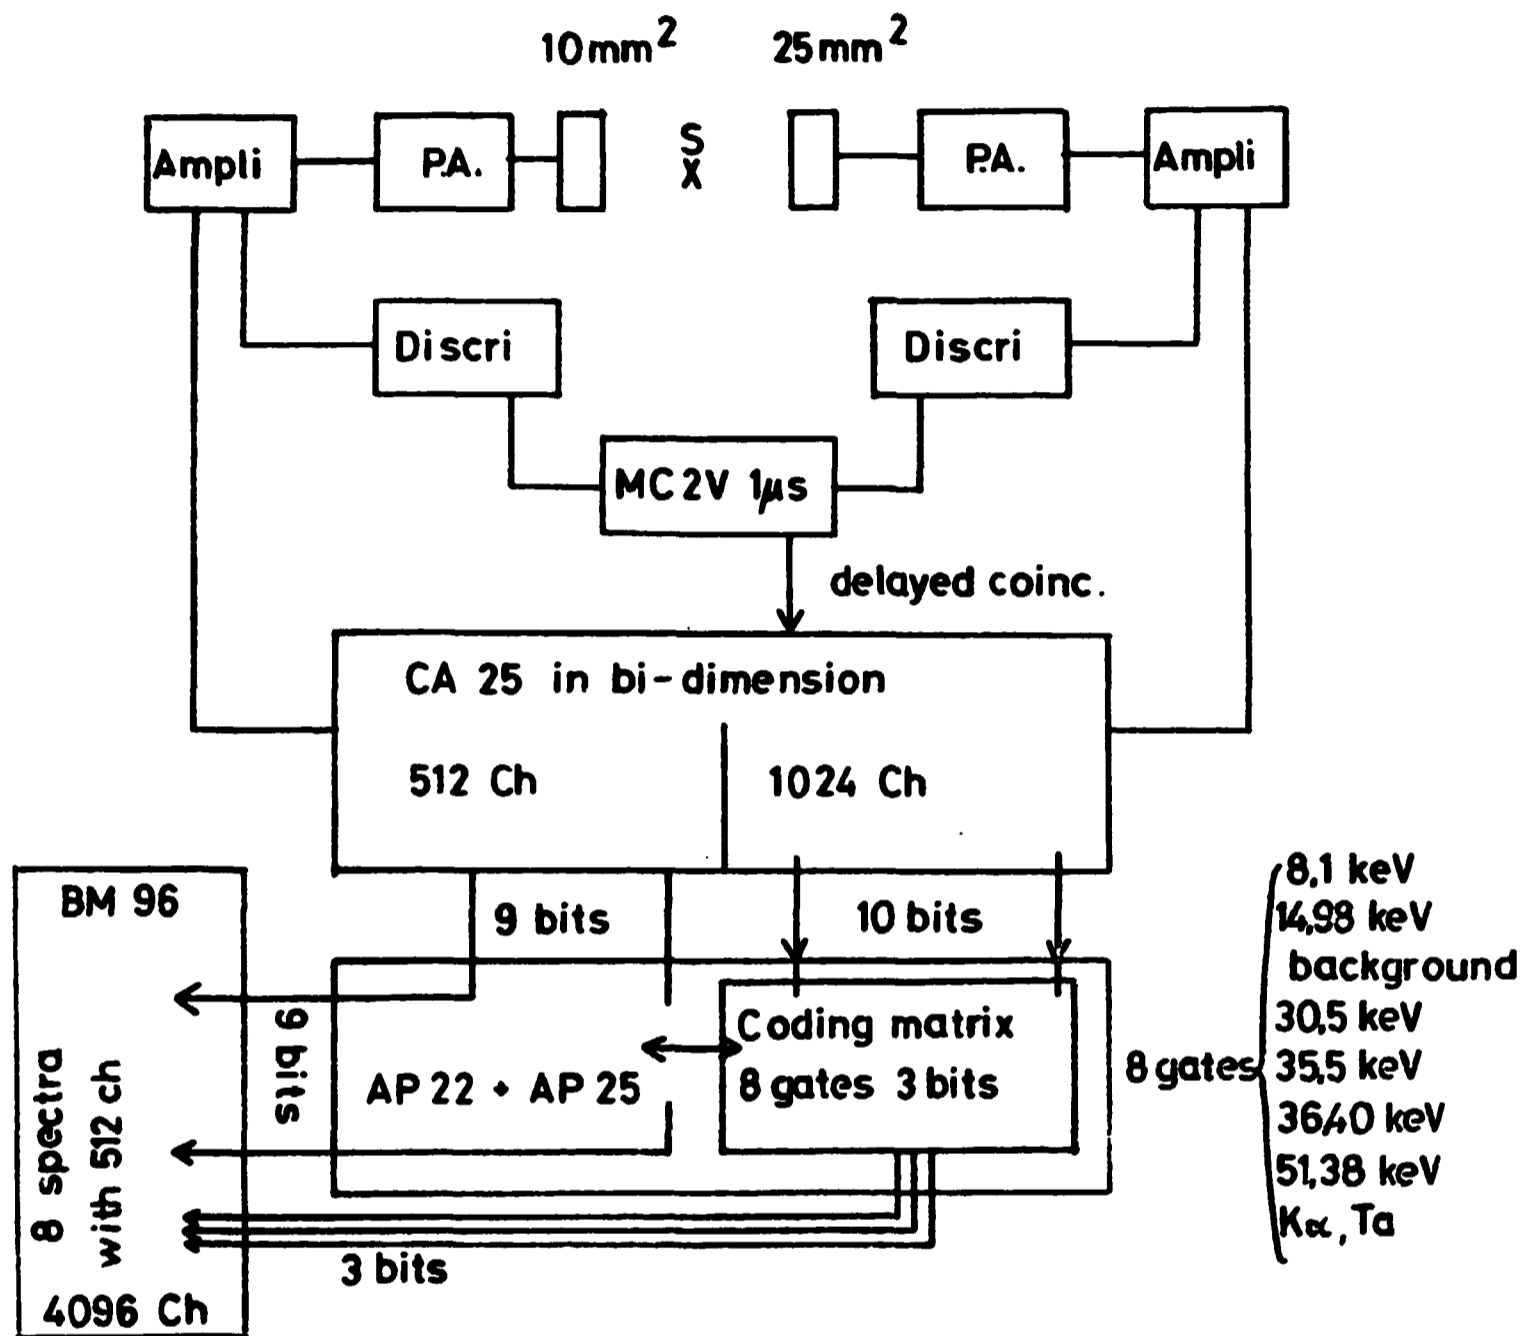 10mm² 25mm²
Ampli P.A. S X P.A. Ampli
Discri Discri
MC2V 1μs
delayed coinc.
CA 25 in bi-dimension
512 Ch 1024 Ch
BM 96
9 bits
10 bits
8 spectra
with 512 ch
4096 Ch
9 bits
AP 22 + AP 25
Coding matrix
8 gates 3 bits
3 bits
8 gates
8,1 keV
14,98 keV
background
30,5 keV
35,5 keV
36,40 keV
51,38 keV
Kα, Ta